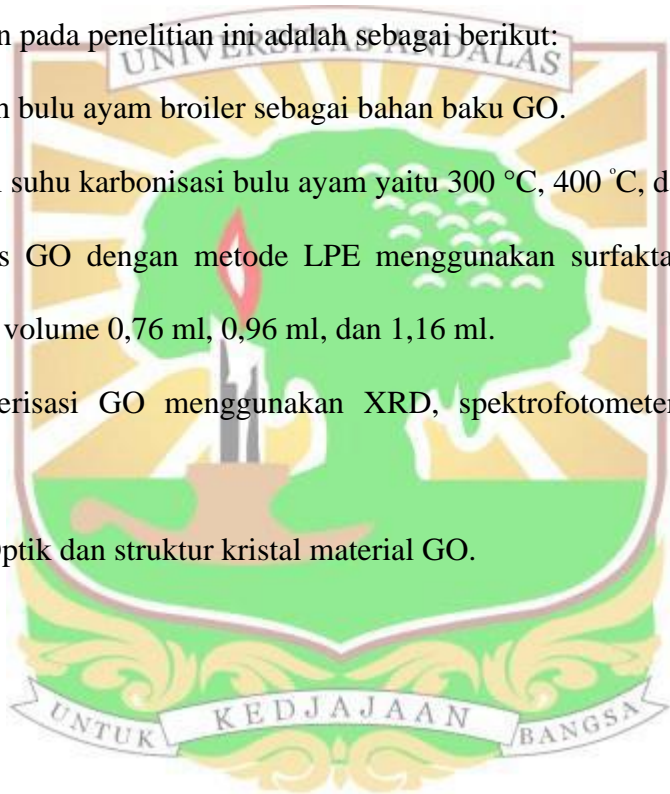 n pada penelitian ini adalah sebagai berikut:
UNIVERSITAS ANDALAS
n bulu ayam broiler sebagai bahan baku GO.
suhu karbonisasi bulu ayam yaitu 300 °C, 400 °C, d
s GO dengan metode LPE menggunakan surfakta
volume 0,76 ml, 0,96 ml, dan 1,16 ml.
erisasi GO menggunakan XRD, spektrofotometer
ptik dan struktur kristal material GO.
UNTUK KEDJAJAAN BANGSA